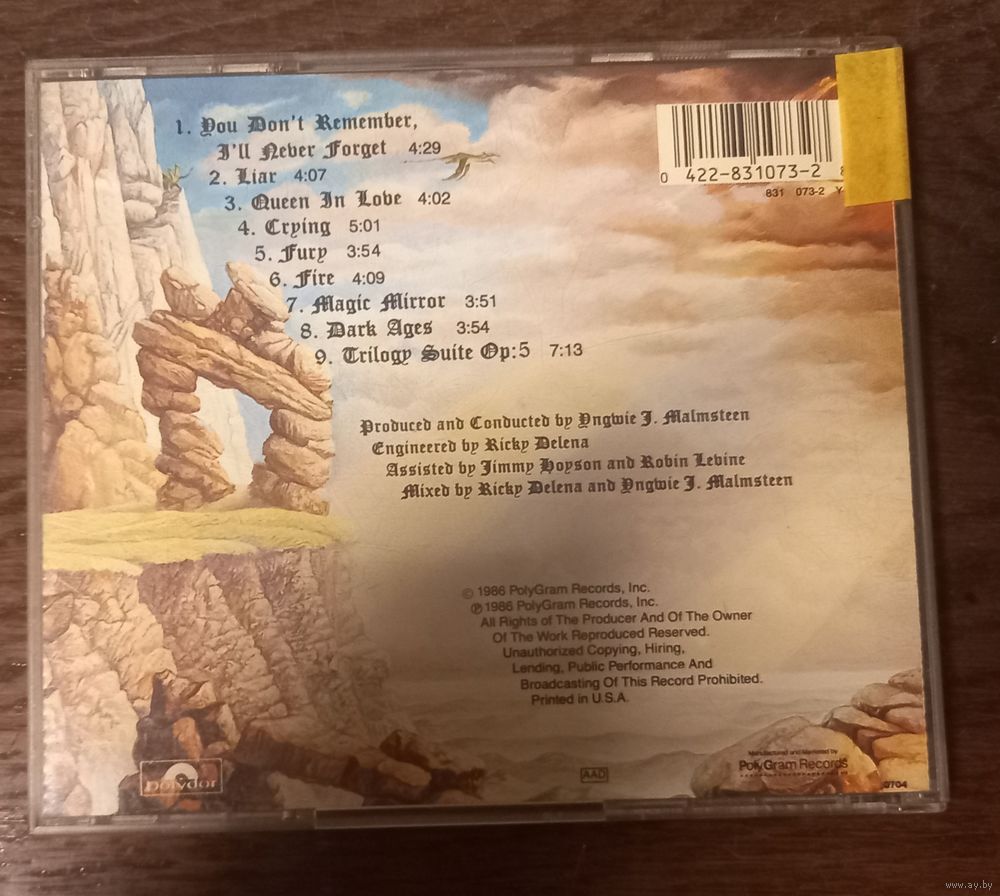 1. You Don't Remember,
I'll Never Forget 4:29
2. Liar 4:07
3. Queen In Love 4:02
4. Crying 5:01
5. Fury 3:54
6. Fire 4:09
7. Magic Mirror 3:51
8. Dark Ages 3:54
9. Trilogy Suite Op:5 7:13
0 422-831073-2
831 073-2 Y
Produced and Conducted by Yngwie J. Malmsteen
Engineered by Ricky Delena
Assisted by Jimmy Hoyson and Robin Levine
Mixed by Ricky Delena and Yngwie J. Malmsteen
© 1986 PolyGram Records, Inc.
℗ 1986 PolyGram Records, Inc.
All Rights of The Producer And Of The Owner
Of The Work Reproduced Reserved.
Unauthorized Copying, Hiring,
Lending, Public Performance And
Broadcasting Of This Record Prohibited.
Printed in U.S.A.
polydor
AAD
Manufactured and Marketed by
PolyGram Records
0704
www.ay.by